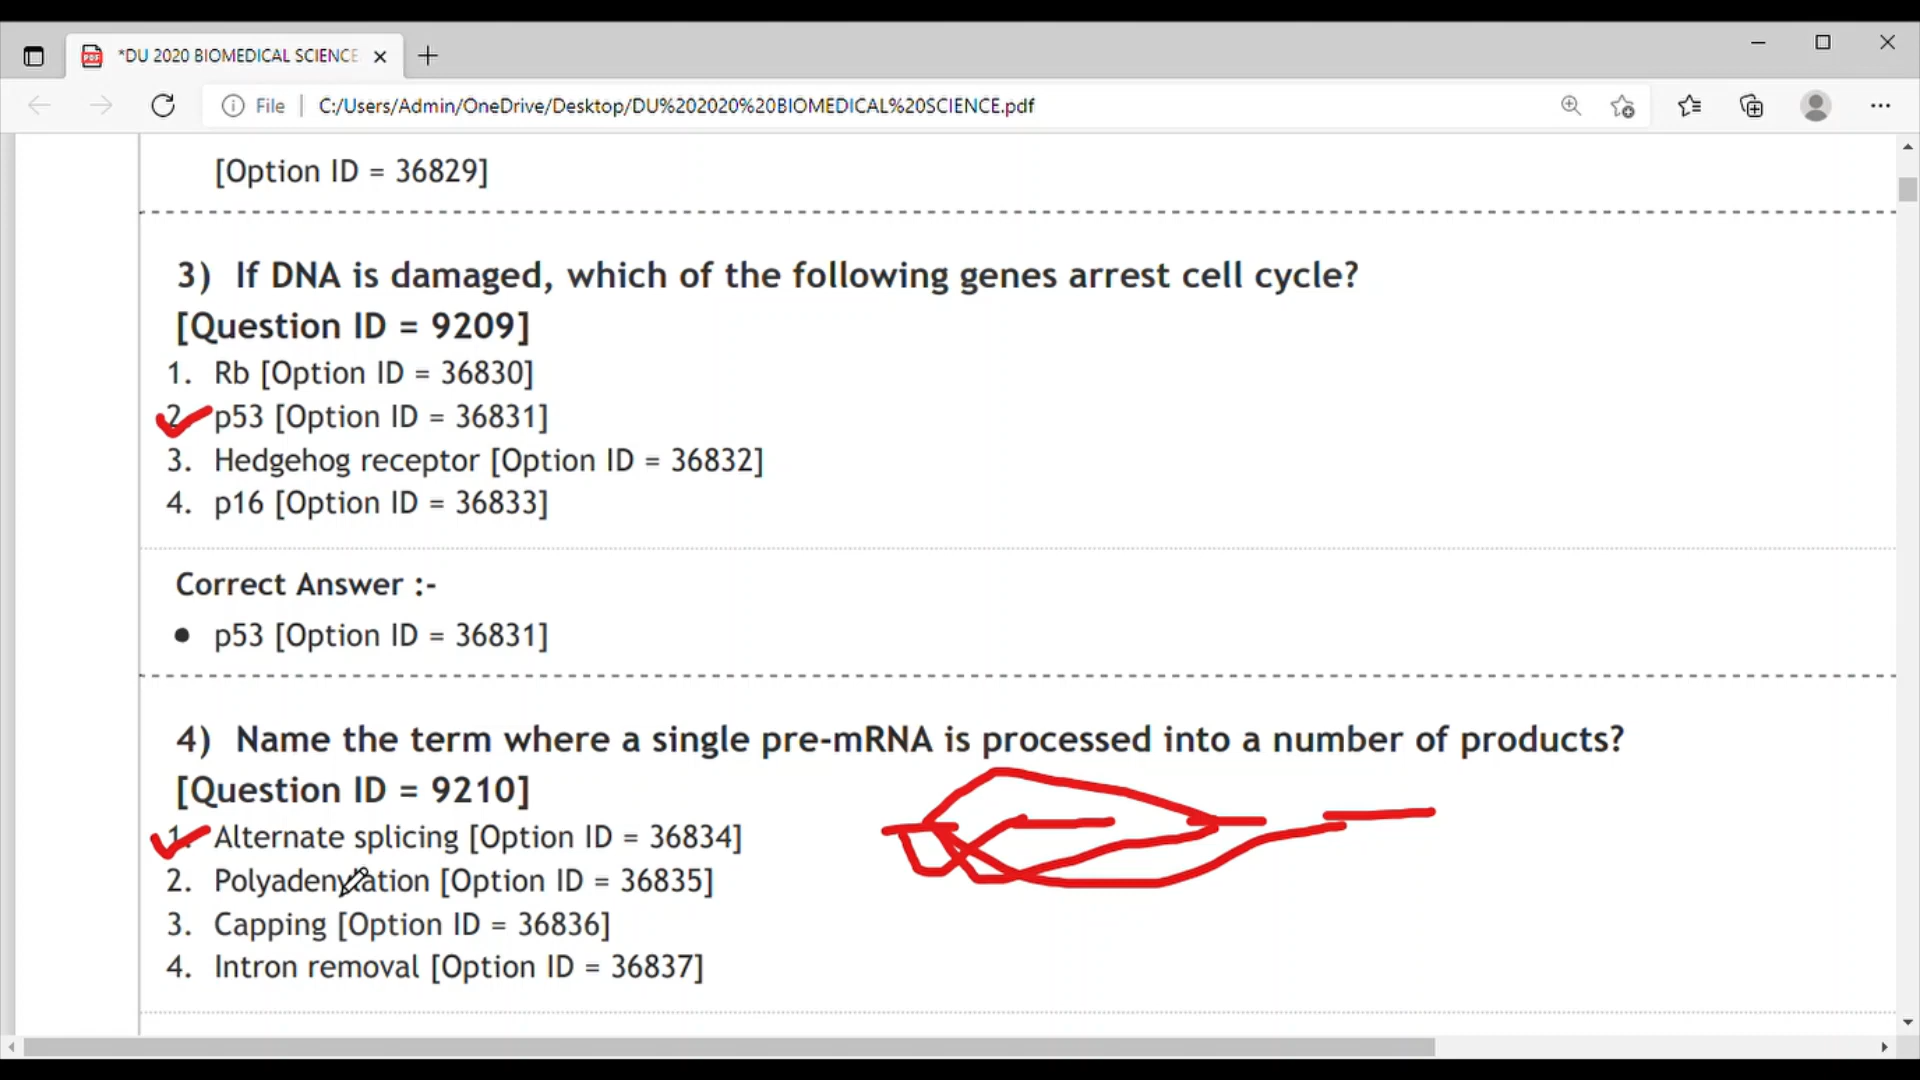 *DU 2020 BIOMEDICAL SCIENCE
File
C:/Users/Admin/OneDrive/Desktop/DU%202020%20BIOMEDICAL%20SCIENCE.pdf
[Option ID = 36829]
3) If DNA is damaged, which of the following genes arrest cell cycle?
[Question ID = 9209]
1. Rb [Option ID = 36830]
2. p53 [Option ID = 36831]
3. Hedgehog receptor [Option ID = 36832]
4. p16 [Option ID = 36833]
Correct Answer :-
• p53 [Option ID = 36831]
4) Name the term where a single pre-mRNA is processed into a number of products?
[Question ID = 9210]
1. Alternate splicing [Option ID = 36834]
2. Polyadenylation [Option ID = 36835]
3. Capping [Option ID = 36836]
4. Intron removal [Option ID = 36837]